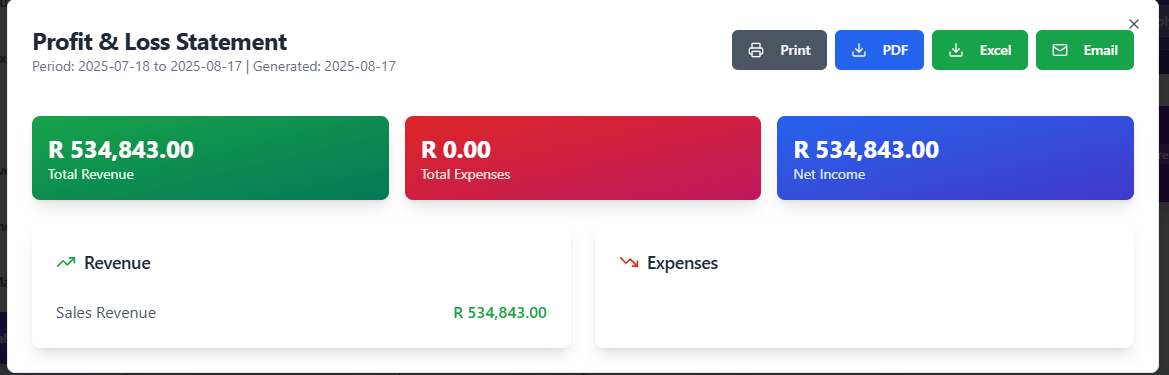 Profit & Loss Statement
Period: 2025-07-18 to 2025-08-17 | Generated: 2025-08-17
Print
PDF
Excel
Email
R 534,843.00
Total Revenue
R 0.00
Total Expenses
R 534,843.00
Net Income
Revenue
Sales Revenue R 534,843.00
Expenses